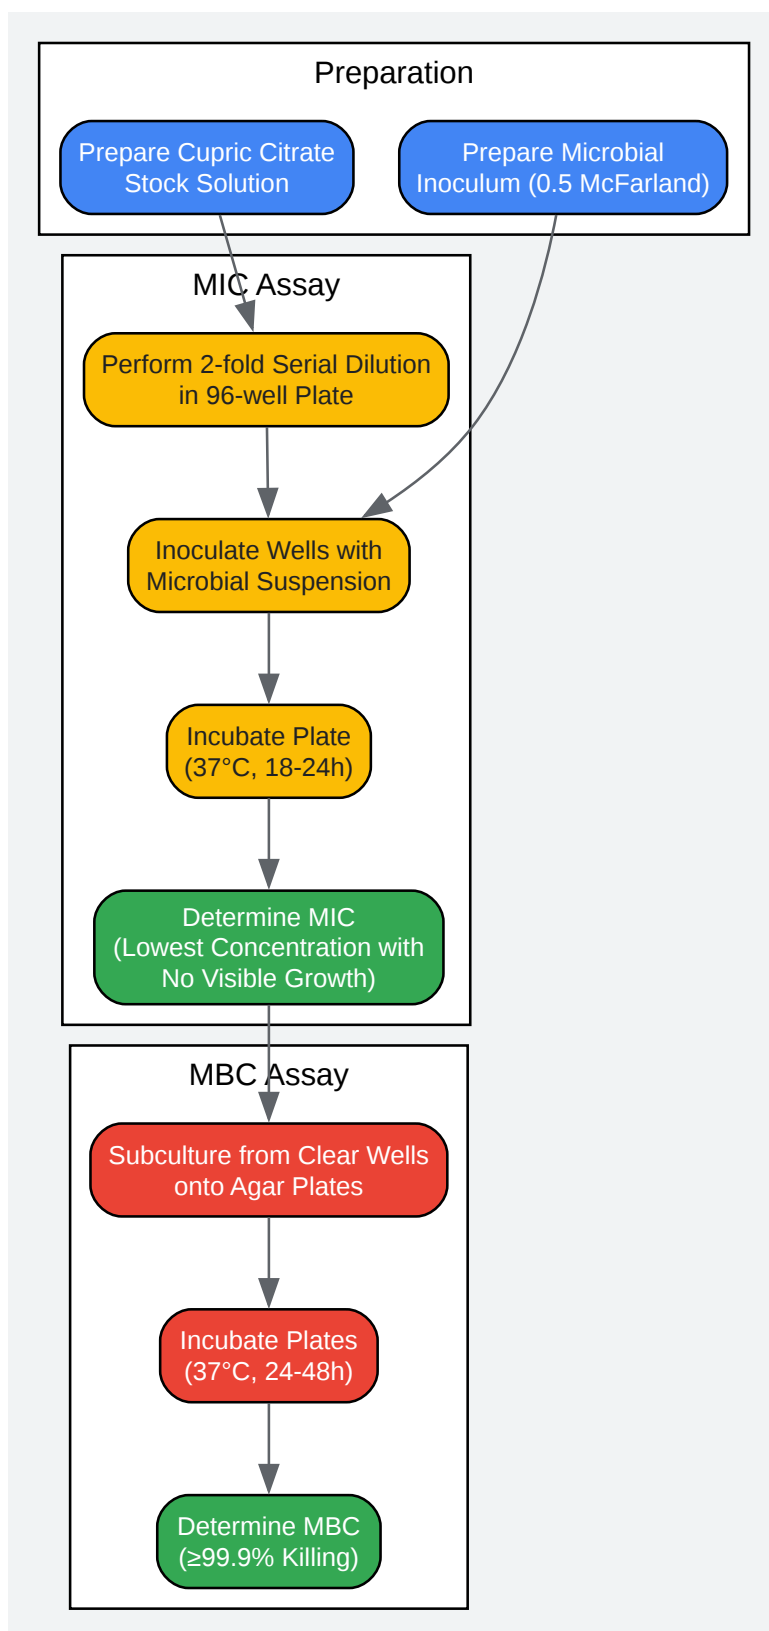 Preparation
Prepare Cupric Citrate
Stock Solution
Prepare Microbial
Inoculum (0.5 McFarland)
MIC Assay
Perform 2-fold Serial Dilution
in 96-well Plate
Inoculate Wells with
Microbial Suspension
Incubate Plate
(37°C, 18-24h)
Determine MIC
(Lowest Concentration with
No Visible Growth)
MBC Assay
Subculture from Clear Wells
onto Agar Plates
Incubate Plates
(37°C, 24-48h)
Determine MBC
(≥99.9% Killing)